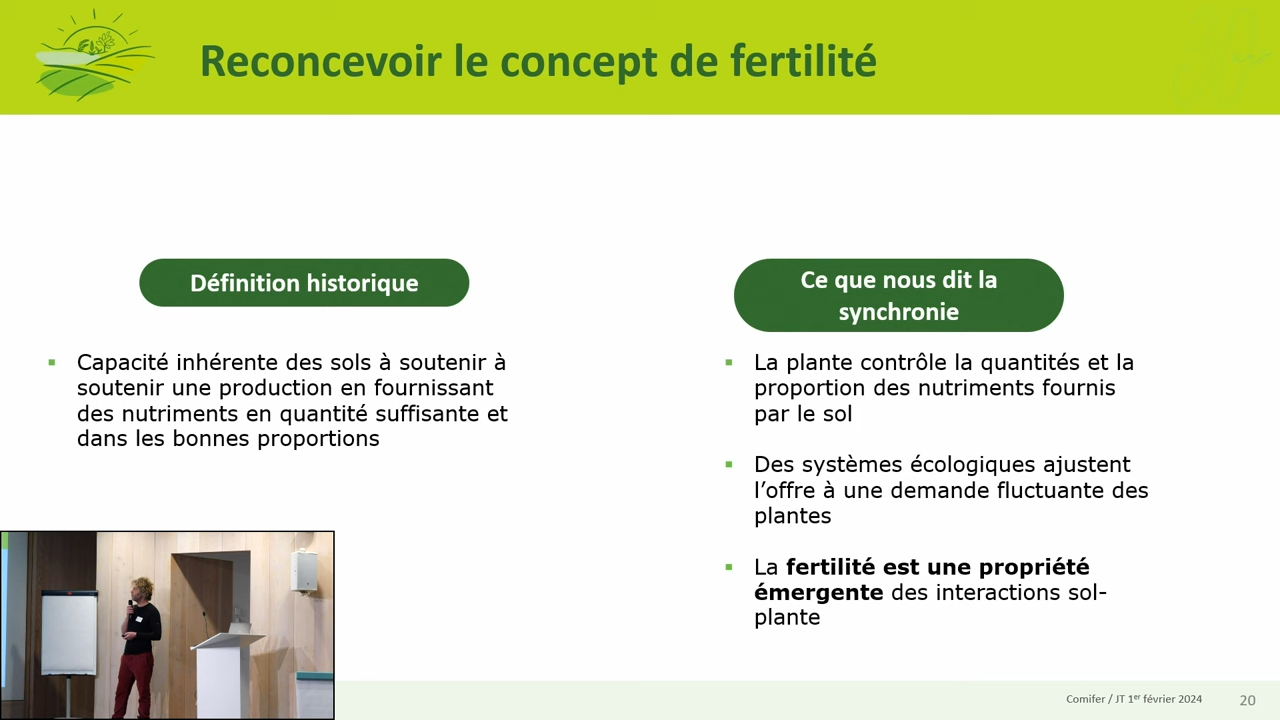 Reconcevoir le concept de fertilité
Définition historique
Capacité inhérente des sols à soutenir à
soutenir une production en fournissant
des nutriments en quantité suffisante et
dans les bonnes proportions
Ce que nous dit la
synchronie
La plante contrôle la quantités et la
proportion des nutriments fournis
par le sol
Des systèmes écologiques ajustent
l’offre à une demande fluctuante des
plantes
La fertilité est une propriété
émergente des interactions sol-
plante
Comifer / JT 1er février 2024
20